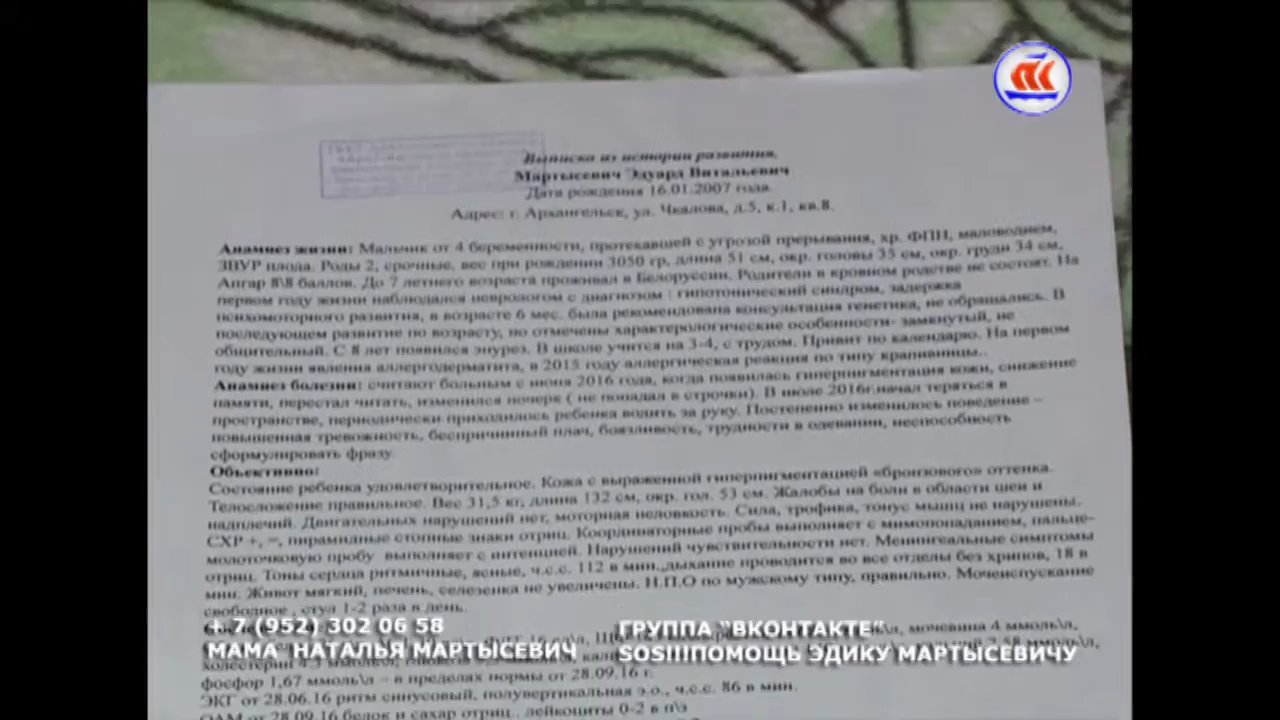 ПК
Выписка из истории развития.
Мартысевич Эдуард Витальевич
Дата рождения 16.01.2007 года.
Адрес: г. Архангельск, ул. Чкалова, д.5, к.1, кв.8.
Анамнез жизни: Мальчик от 4 беременности, протекавшей с угрозой прерывания, хр. ФПН, маловодием,
ЗВУР плода. Роды 2, срочные, вес при рождении 3050 гр, длина 51 см, окр. головы 35 см, окр. груди 34 см,
Апгар 8\8 баллов. До 7 летнего возраста проживал в Белоруссии. Родители в кровном родстве не состоят. На
первом году жизни наблюдался неврологом с диагнозом : гипотонический синдром, задержка
психомоторного развития, в возрасте 6 мес. была рекомендована консультация генетика, не обращались. В
последующем развитие по возрасту, но отмечены характерологические особенности- замкнутый, не
общительный. С 8 лет появился энурез. В школе учится на 3-4, с трудом. Привит по календарю. На первом
году жизни явления аллергодерматита, в 2015 году аллергическая реакция по типу крапивницы..
Анамнез болезни: считают больным с июня 2016 года, когда появилась гиперпигментация кожи, снижение
памяти, перестал читать, изменился почерк ( не попадал в строчки). В июле 2016г.начал теряться в
пространстве, периодически приходилось ребенка водить за руку. Постепенно изменилось поведение –
повышенная тревожность, беспричинный плач, боязливость, трудности в одевании, неспособность
сформулировать фразу.
Объективно:
Состояние ребенка удовлетворительное. Кожа с выраженной гиперпигментацией «бронзового» оттенка.
Телосложение правильное. Вес 31,5 кг, длина 132 см, окр. гол. 53 см. Жалобы на боли в области шеи и
надплечий. Двигательных нарушений нет, моторная неловкость. Сила, трофика, тонус мышц не нарушены.
СХР +, =, пирамидные стопные знаки отриц. Координаторные пробы выполняет с мимопопаданием, пальце-
молоточковую пробу выполняет с интенцией. Нарушений чувствительности нет. Менингеальные симптомы
отриц. Тоны сердца ритмичные, ясные, ч.с.с. 112 в мин.,дыхание проводится во все отделы без хрипов, 18 в
мин. Живот мягкий, печень, селезенка не увеличены. Н.П.О по мужскому типу, правильно. Мочеиспускание
свободное , стул 1-2 раза в день.
мочевина 4 ммоль\л,
холестерин 4,3 ммоль\л, 2,58 ммоль\л,
фосфор 1,67 ммоль\л – в пределах нормы от 28.09.16 г.
ЭКГ от 28.06.16 ритм синусовый, полувертикальная э.о., ч.с.с. 86 в мин.
ОАМ от 28.09.16 белок и сахар отриц., лейкоциты 0-2 в п\з
+ 7 (952) 302 06 58
МАМА НАТАЛЬЯ МАРТЫСЕВИЧ
ГРУППА "ВКОНТАКТЕ"
SOS!!!ПОМОЩЬ ЭДИКУ МАРТЫСЕВИЧУ